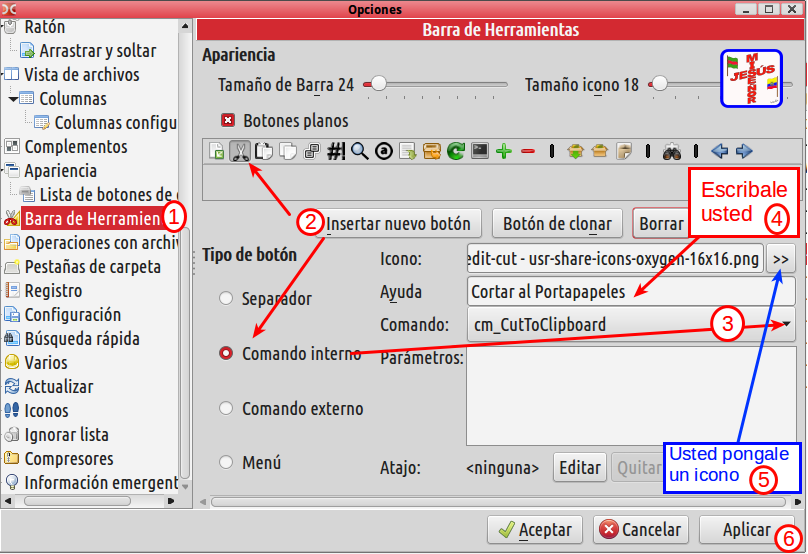 Opciones
Ratón
Arrastrar y soltar
Vista de archivos
Columnas
Columnas configu
Complementos
Apariencia
Lista de botones de
Barra de Herramien
1
Operaciones con archi
Pestañas de carpeta
Registro
Configuración
Búsqueda rápida
Varios
Actualizar
Iconos
Ignorar lista
Compresores
Información emergent
Barra de Herramientas
Apariencia
Tamaño de Barra 24
Tamaño icono 18
MISEÑOR
JESÚS
Botones planos
2
Insertar nuevo botón
Botón de clonar
Borrar
Escribale
usted 4
Tipo de botón
Separador
Comando interno
Comando externo
Menú
Icono: edit-cut - usr-share-icons-oxygen-16x16.png >>
Ayuda Cortar al Portapapeles
Comando: cm_CutToClipboard 3
Parámetros:
Usted pongale
un icono 5
Atajo: <ninguna> Editar Quitar
Aceptar
Cancelar
Aplicar
6